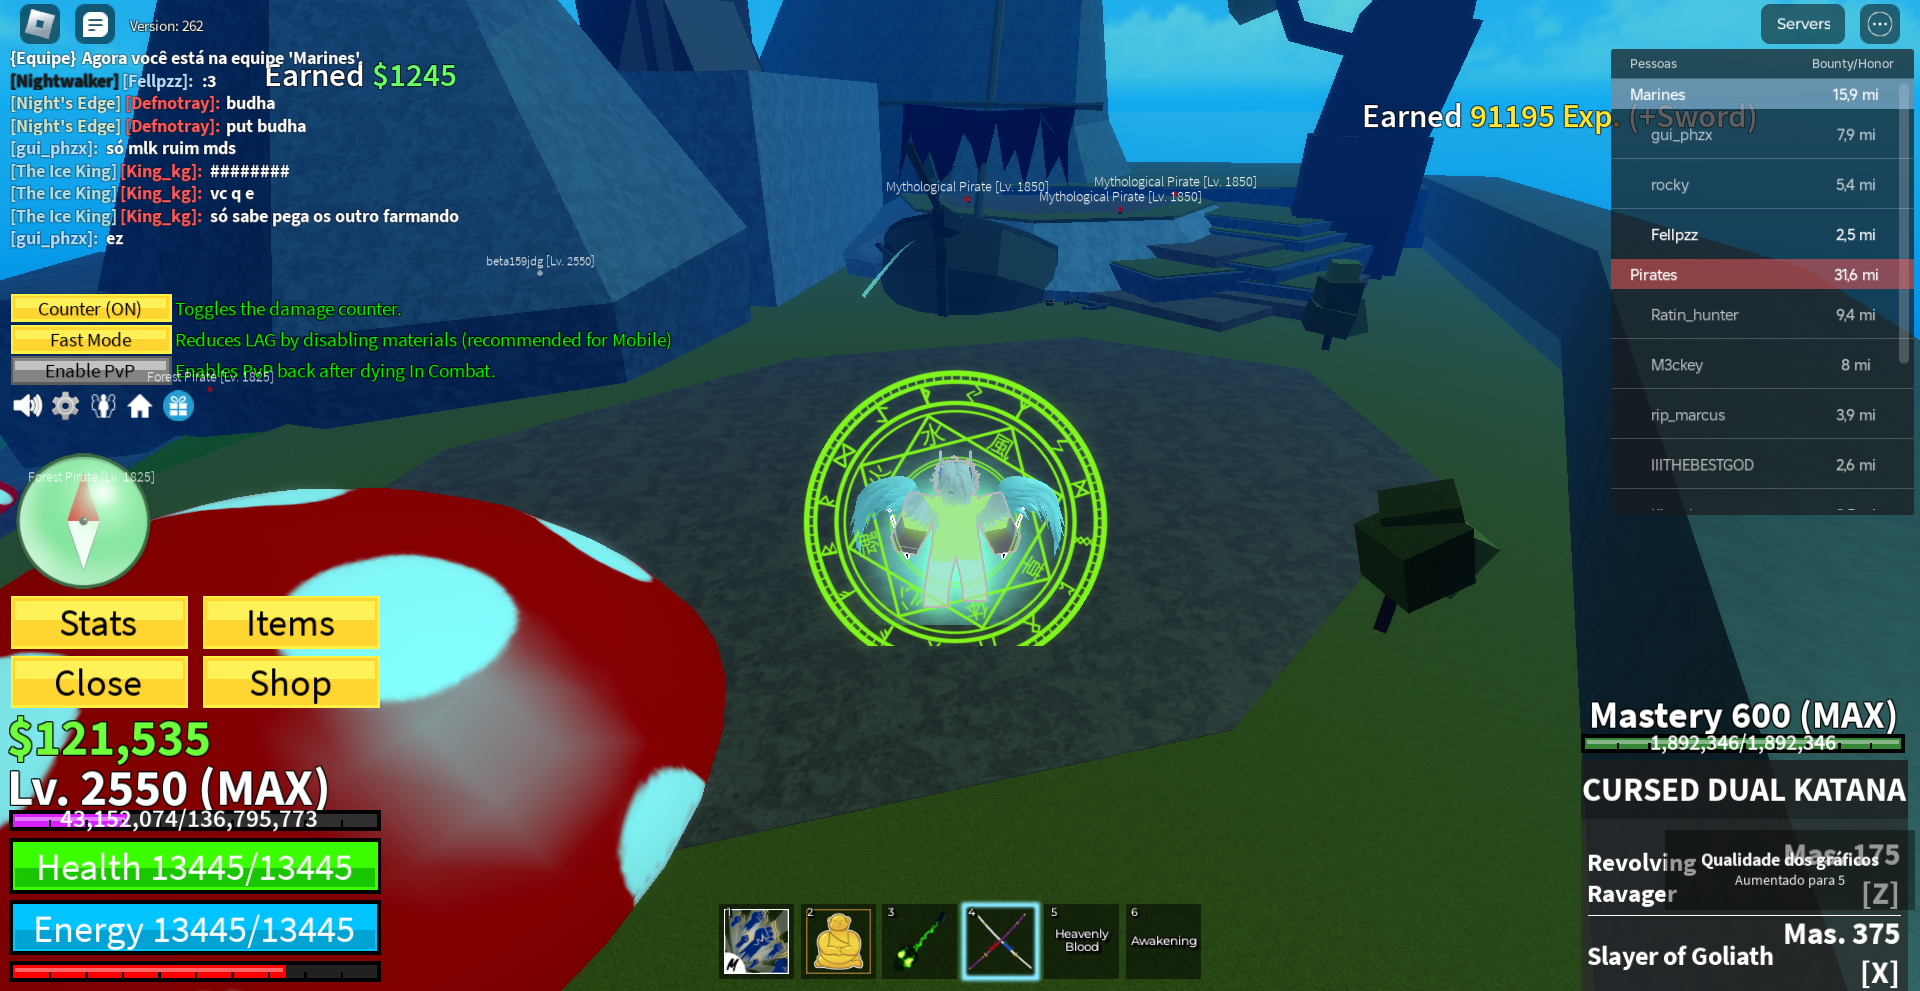 Version: 262
Servers
{Equipe} Agora você está na equipe 'Marines'.
[Nightwalker] [Fellpzz]: :3
[Night's Edge] [Defnotray]: budha
[Night's Edge] [Defnotray]: put budha
[gui_phzx]: só mlk ruim mds
[The Ice King] [King_kg]: ########
[The Ice King] [King_kg]: vc q e
[The Ice King] [King_kg]: só sabe pega os outro farmando
[gui_phzx]: ez
Earned $1245
Earned 91195 Exp. (+Sword)
Pessoas Bounty/Honor
Marines 15,9 mi
gui_phzx 7,9 mi
rocky 5,4 mi
Fellpzz 2,5 mi
Pirates 31,6 mi
Ratin_hunter 9,4 mi
M3ckey 8 mi
rip_marcus 3,9 mi
IIITHEBESTGOD 2,6 mi
Mythological Pirate [Lv. 1850]
Mythological Pirate [Lv. 1850]
Mythological Pirate [Lv. 1850]
beta159jdg [Lv. 2550]
Counter (ON) Toggles the damage counter.
Fast Mode Reduces LAG by disabling materials (recommended for Mobile)
Enable PvP Enables PvP back after dying In Combat.
Forest Pirate [Lv. 1825]
Forest Pirate [Lv. 1825]
水
風
Stats Items
Close Shop
$121,535
Lv. 2550 (MAX)
43,152,074/136,795,773
Health 13445/13445
Energy 13445/13445
1
2
3
4
5
Heavenly
Blood
6
Awakening
Mastery 600 (MAX)
1,892,346/1,892,346
CURSED DUAL KATANA
Mas. 175
Revolving
Ravager
[Z]
Qualidade dos gráficos
Aumentado para 5
Mas. 375
Slayer of Goliath
[X]